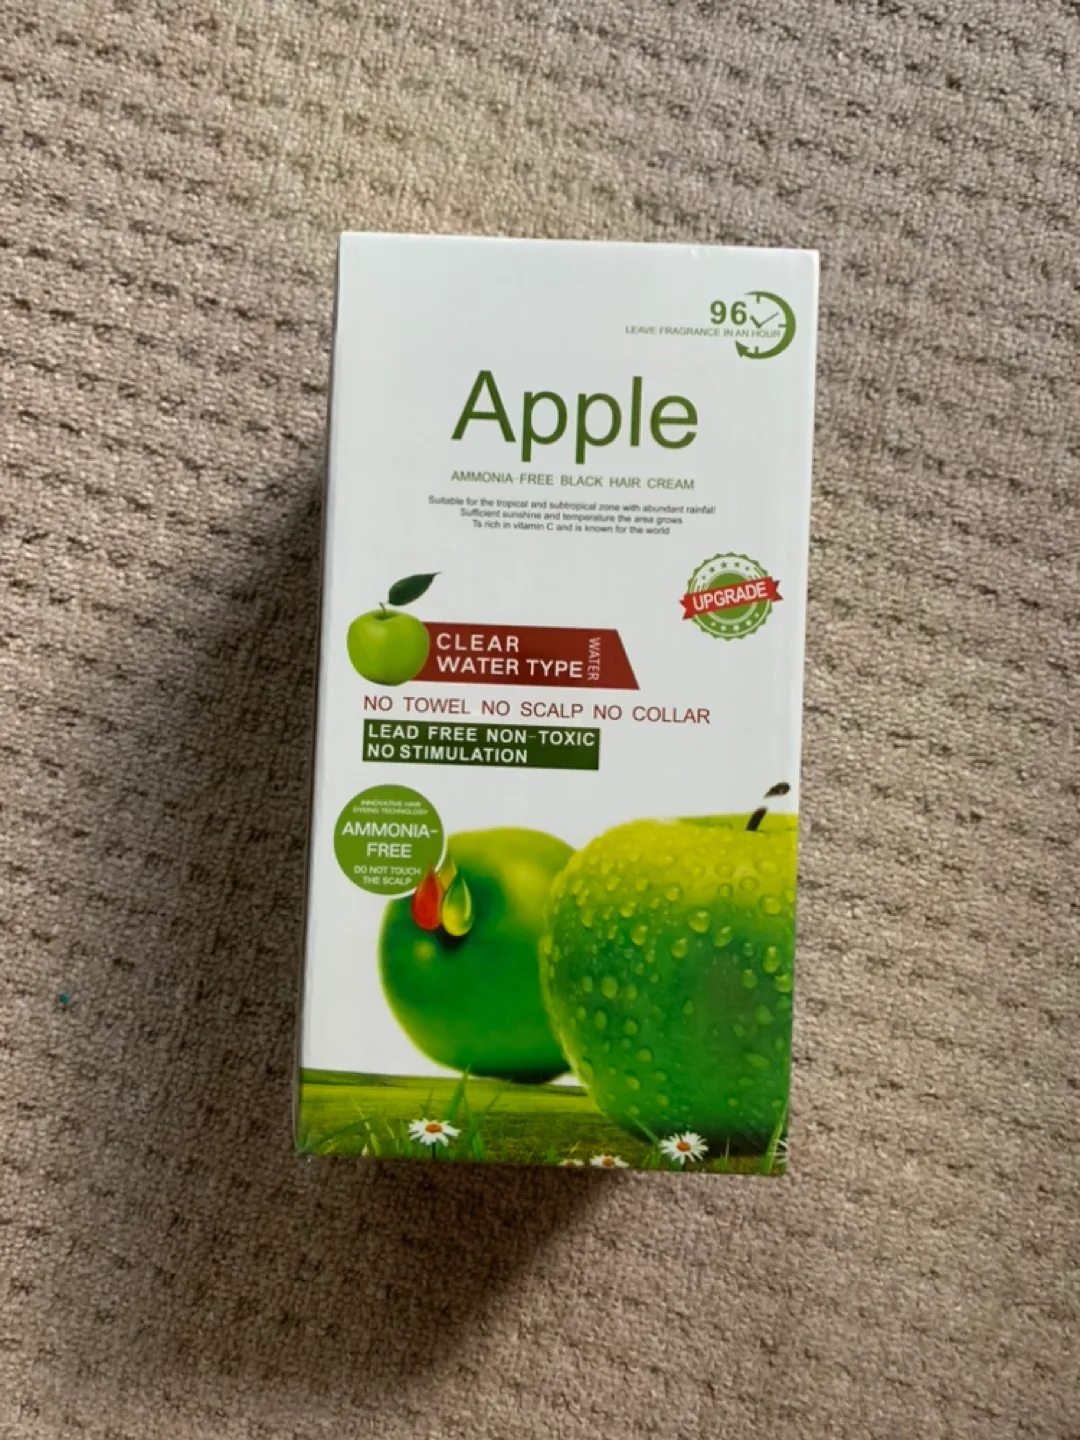 96
LEAVE FRAGRANCE IN AN HOUR
Apple
AMMONIA-FREE BLACK HAIR CREAM
Suitable for the tropical and subtropical zone with abundant rainfall
Sufficient sunshine and temperature the area grows
Ts rich in vitamin C and is known for the world
UPGRADE
CLEAR
WATER TYPE
WATER
NO TOWEL NO SCALP NO COLLAR
LEAD FREE NON-TOXIC
NO STIMULATION
INNOVATIVE HAIR
DYEING TECHNOLOGY
AMMONIA-
FREE
DO NOT TOUCH
THE SCALP